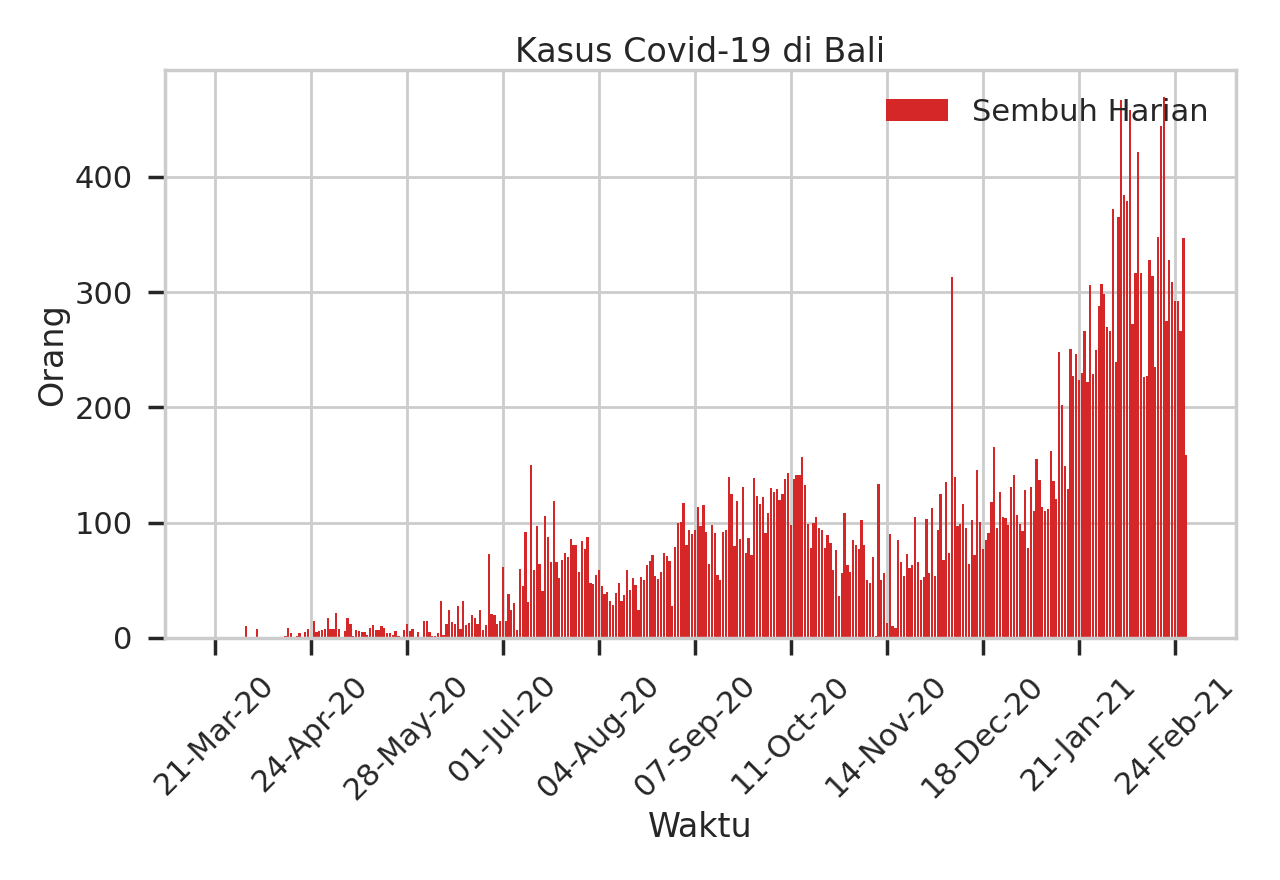 Kasus Covid-19 di Bali
Sembuh Harian
Orang
400
300
200
100
0
21-Mar-20
24-Apr-20
28-May-20
01-Jul-20
04-Aug-20
07-Sep-20
11-Oct-20
14-Nov-20
18-Dec-20
21-Jan-21
24-Feb-21
Waktu